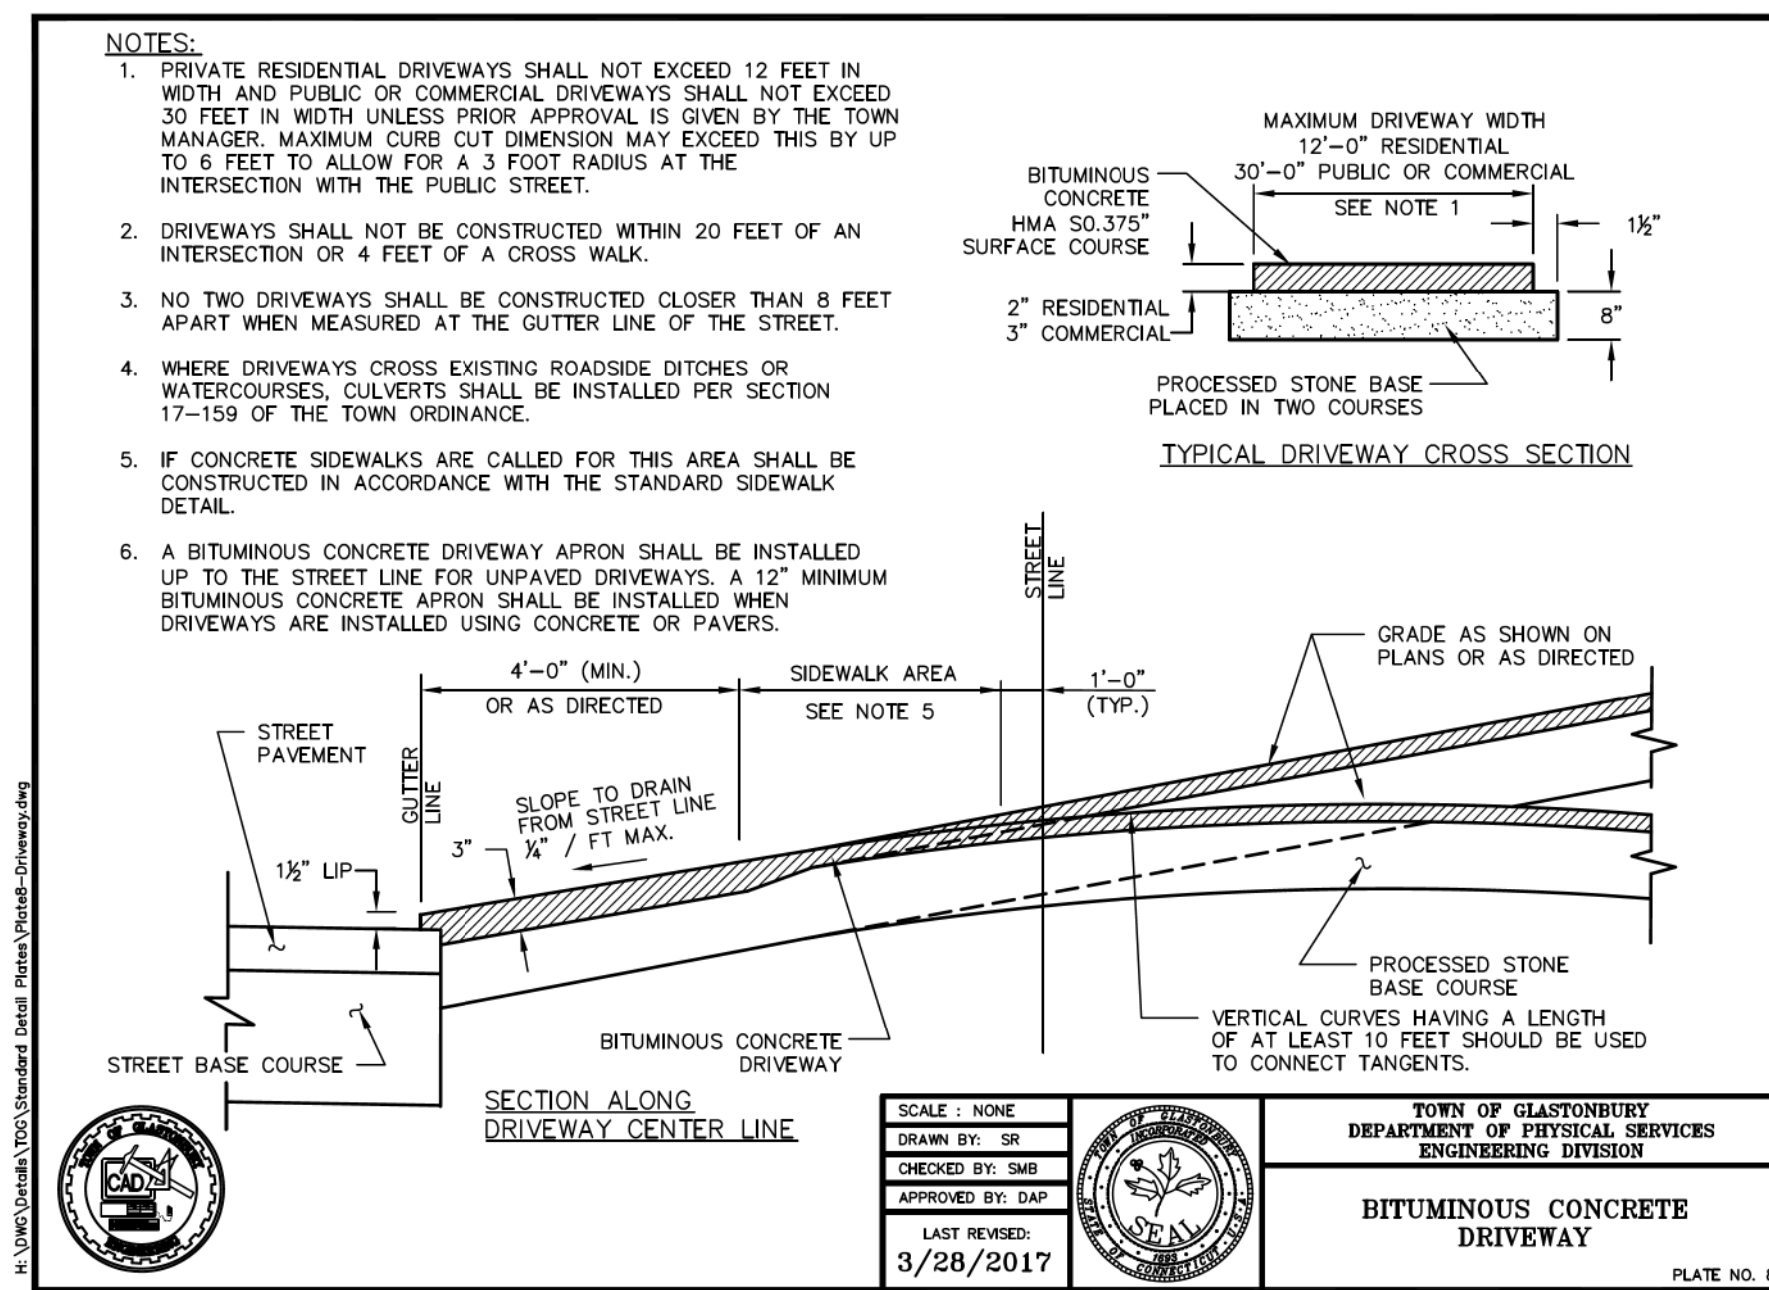 NOTES:
1. PRIVATE RESIDENTIAL DRIVEWAYS SHALL NOT EXCEED 12 FEET IN
WIDTH AND PUBLIC OR COMMERCIAL DRIVEWAYS SHALL NOT EXCEED
30 FEET IN WIDTH UNLESS PRIOR APPROVAL IS GIVEN BY THE TOWN
MANAGER. MAXIMUM CURB CUT DIMENSION MAY EXCEED THIS BY UP
TO 6 FEET TO ALLOW FOR A 3 FOOT RADIUS AT THE
INTERSECTION WITH THE PUBLIC STREET.
2. DRIVEWAYS SHALL NOT BE CONSTRUCTED WITHIN 20 FEET OF AN
INTERSECTION OR 4 FEET OF A CROSS WALK.
3. NO TWO DRIVEWAYS SHALL BE CONSTRUCTED CLOSER THAN 8 FEET
APART WHEN MEASURED AT THE GUTTER LINE OF THE STREET.
4. WHERE DRIVEWAYS CROSS EXISTING ROADSIDE DITCHES OR
WATERCOURSES, CULVERTS SHALL BE INSTALLED PER SECTION
17-159 OF THE TOWN ORDINANCE.
5. IF CONCRETE SIDEWALKS ARE CALLED FOR THIS AREA SHALL BE
CONSTRUCTED IN ACCORDANCE WITH THE STANDARD SIDEWALK
DETAIL.
6. A BITUMINOUS CONCRETE DRIVEWAY APRON SHALL BE INSTALLED
UP TO THE STREET LINE FOR UNPAVED DRIVEWAYS. A 12" MINIMUM
BITUMINOUS CONCRETE APRON SHALL BE INSTALLED WHEN
DRIVEWAYS ARE INSTALLED USING CONCRETE OR PAVERS.
MAXIMUM DRIVEWAY WIDTH
12'-0" RESIDENTIAL
30'-0" PUBLIC OR COMMERCIAL
SEE NOTE 1
BITUMINOUS
CONCRETE
HMA S0.375"
SURFACE COURSE
1½"
2" RESIDENTIAL
3" COMMERCIAL
8"
PROCESSED STONE BASE
PLACED IN TWO COURSES
TYPICAL DRIVEWAY CROSS SECTION
STREET
LINE
4'-0" (MIN.)
OR AS DIRECTED
SIDEWALK AREA
SEE NOTE 5
1'-0"
(TYP.)
GRADE AS SHOWN ON
PLANS OR AS DIRECTED
STREET
PAVEMENT
GUTTER
LINE
SLOPE TO DRAIN
FROM STREET LINE
¼" / FT MAX.
3"
1½" LIP
STREET BASE COURSE
BITUMINOUS CONCRETE
DRIVEWAY
PROCESSED STONE
BASE COURSE
VERTICAL CURVES HAVING A LENGTH
OF AT LEAST 10 FEET SHOULD BE USED
TO CONNECT TANGENTS.
SECTION ALONG
DRIVEWAY CENTER LINE
H:\DWG\Details\TOG\Standard Detail Plates\Plate8-Driveway.dwg
TOWN OF GLASTONBURY
CAD
ENGINEERING
SCALE : NONE
DRAWN BY: SR
CHECKED BY: SMB
APPROVED BY: DAP
LAST REVISED:
3/28/2017
TOWN OF GLASTONBURY
INCORPORATED
SEAL
1693
STATE OF CONNECTICUT U.S.A.
TOWN OF GLASTONBURY
DEPARTMENT OF PHYSICAL SERVICES
ENGINEERING DIVISION
BITUMINOUS CONCRETE
DRIVEWAY
PLATE NO. 8